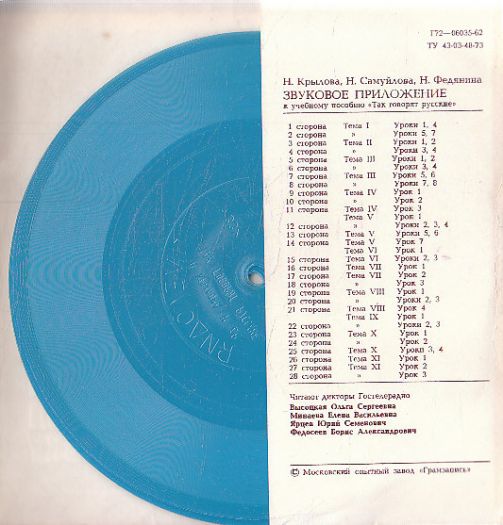 Г72—06035-62
ТУ 43-03-48-73
Н. Крылова, Н. Самуйлова, Н. Федянина
ЗВУКОВОЕ ПРИЛОЖЕНИЕ
к учебному пособию «Так говорят русские»
1 сторона Тема I Уроки 1, 4
2 сторона » Уроки 5, 7
3 сторона Тема II Уроки 1, 2
4 сторона » Уроки 3, 4
5 сторона Тема III Уроки 1, 2
6 сторона » Уроки 3, 4
7 сторона Тема III Уроки 5, 6
8 сторона » Уроки 7, 8
9 сторона Тема IV Урок 1
10 сторона » Урок 2
11 сторона Тема IV Урок 3
Тема V Урок 1
12 сторона » Уроки 2, 3, 4
13 сторона Тема V Уроки 5, 6
14 сторона Тема V Урок 7
Тема VI Урок 1
15 сторона Тема VI Уроки 2, 3
16 сторона Тема VII Урок 1
17 сторона Тема VII Урок 2
18 сторона » Урок 3
19 сторона Тема VIII Урок 1
20 сторона » Уроки 2, 3
21 сторона Тема VIII Урок 4
Тема IX Урок 1
22 сторона » Уроки 2, 3
23 сторона Тема X Урок 1
24 сторона » Урок 2
25 сторона Тема X Уроки 3, 4
26 сторона Тема XI Урок 1
27 сторона Тема XI Урок 2
28 сторона » Урок 3
Читают дикторы Гостелерадио
Высоцкая Ольга Сергеевна
Минаева Елена Васильевна
Ярцев Юрий Семенович
Федосеев Борис Александрович
© Московский опытный завод «Грамзапись»